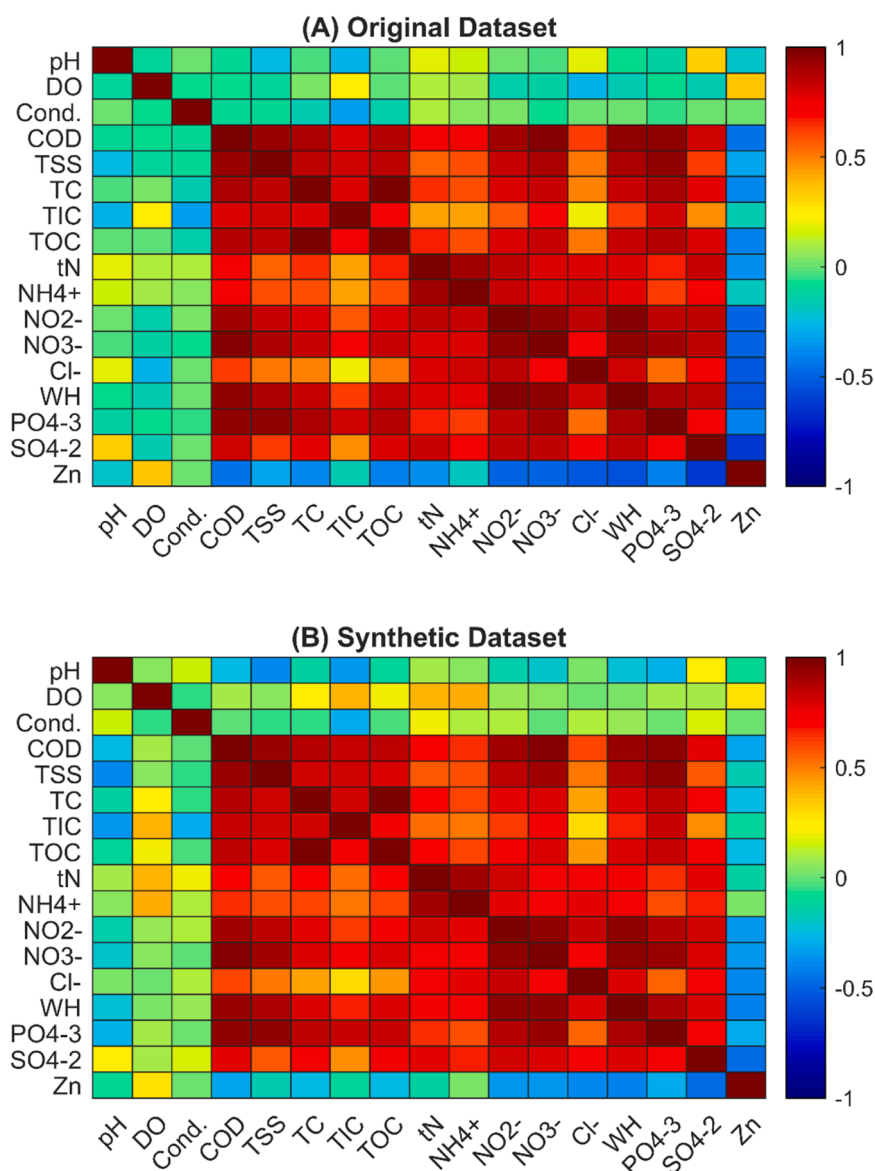 (A) Original Dataset
pH
DO
Cond.
COD
TSS
TC
TIC
TOC
tN
NH4+
NO2-
NO3-
Cl-
WH
PO4-3
SO4-2
Zn
1
0.5
0
-0.5
-1
pH DO Cond. COD TSS TC TIC TOC tN NH4+ NO2- NO3- Cl- WH PO4-3 SO4-2 Zn
(B) Synthetic Dataset
pH
DO
Cond.
COD
TSS
TC
TIC
TOC
tN
NH4+
NO2-
NO3-
Cl-
WH
PO4-3
SO4-2
Zn
1
0.5
0
-0.5
-1
pH DO Cond. COD TSS TC TIC TOC tN NH4+ NO2- NO3- Cl- WH PO4-3 SO4-2 Zn